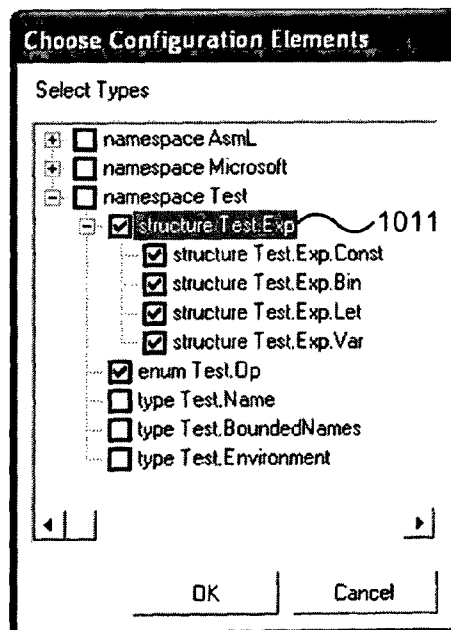 Choose Configuration Elements
Select Types
namespace AsmL
namespace Microsoft
namespace Test
structure Test.Exp 1011
structure Test.Exp.Const
structure Test.Exp.Bin
structure Test.Exp.Let
structure Test.Exp.Var
enum Test.Op
type Test.Name
type Test.BoundedNames
type Test.Environment
OK Cancel